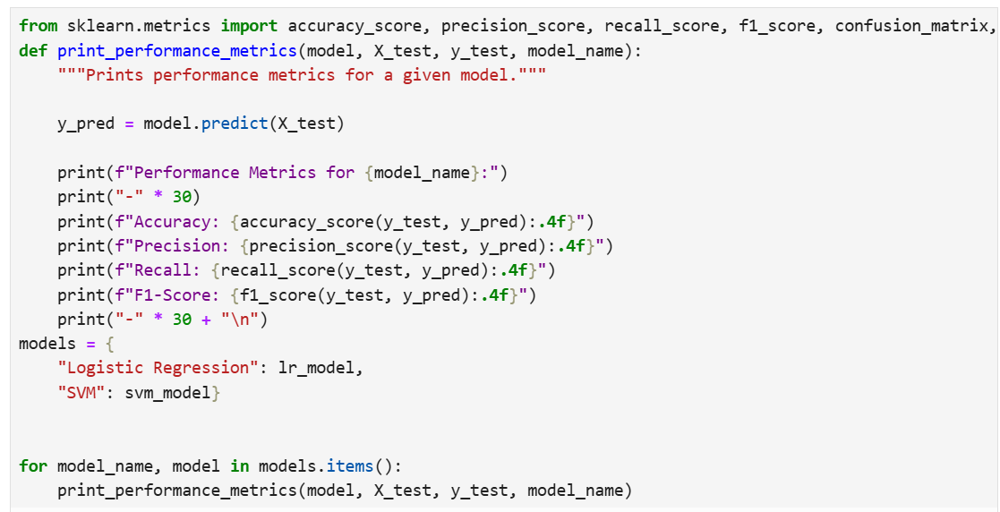 from sklearn.metrics import accuracy_score, precision_score, recall_score, f1_score, confusion_matrix,
def print_performance_metrics(model, X_test, y_test, model_name):
    """Prints performance metrics for a given model."""
    y_pred = model.predict(X_test)
    print(f"Performance Metrics for {model_name}:")
    print("-" * 30)
    print(f"Accuracy: {accuracy_score(y_test, y_pred):.4f}")
    print(f"Precision: {precision_score(y_test, y_pred):.4f}")
    print(f"Recall: {recall_score(y_test, y_pred):.4f}")
    print(f"F1-Score: {f1_score(y_test, y_pred):.4f}")
    print("-" * 30 + "\n")
models = {
    "Logistic Regression": lr_model,
    "SVM": svm_model}
for model_name, model in models.items():
    print_performance_metrics(model, X_test, y_test, model_name)